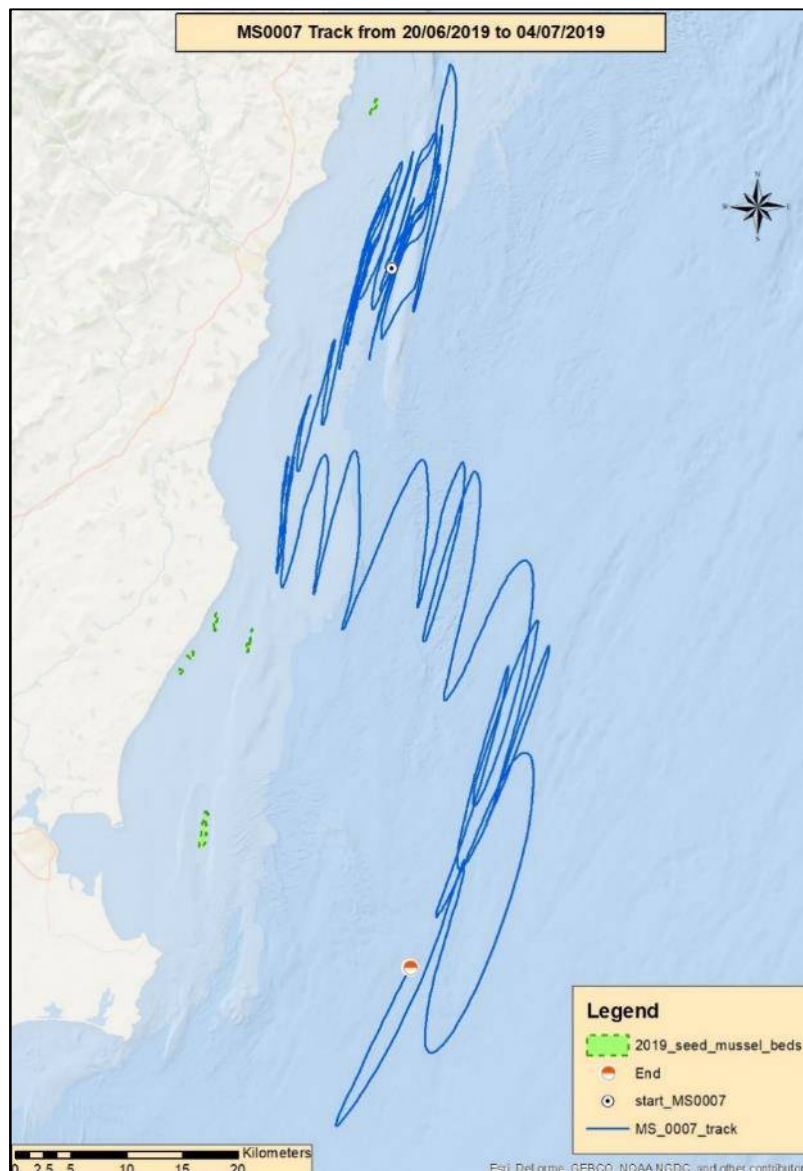 MS0007 Track from 20/06/2019 to 04/07/2019
N
W
E
S
Legend
2019_seed_mussel_beds
End
start_MS0007
MS_0007_track
Kilometers
0 2.5 5 10 15 20
Esri, DeLorme, GEBCO, NOAA NGDC, and other contributor